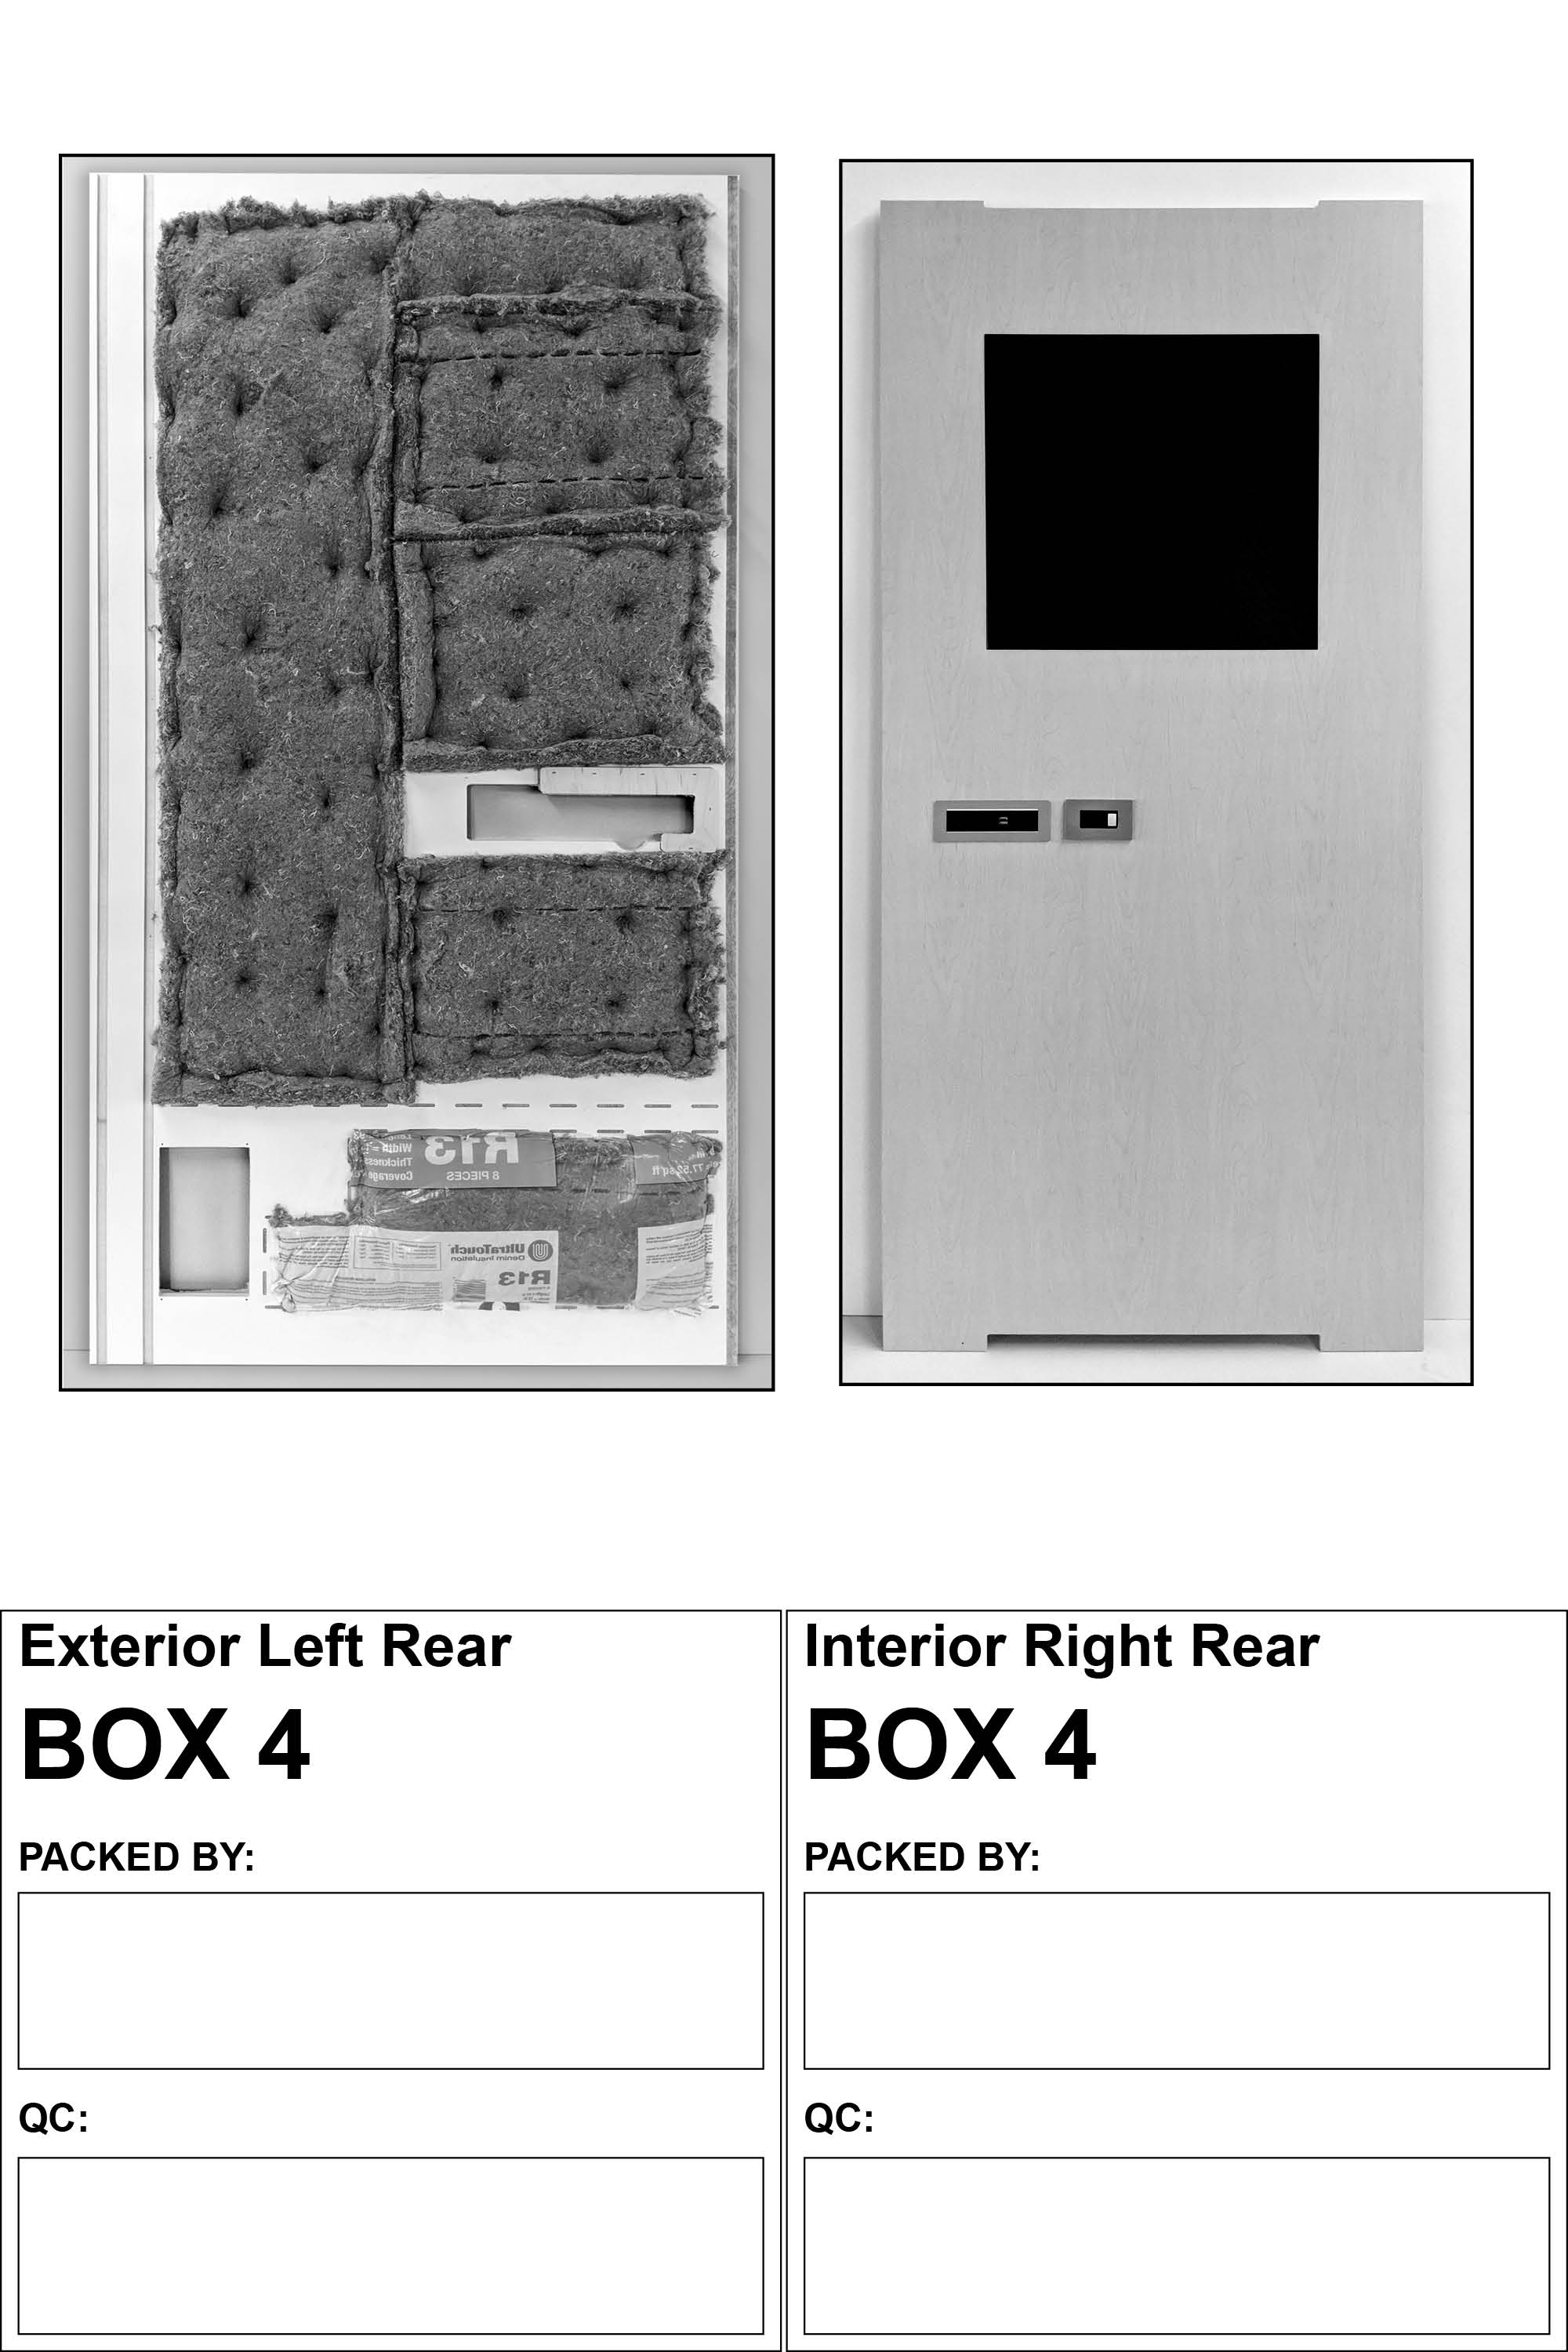 Width
Thickness
Coverage
R13
8 PIECES
77.52 sq ft
UltraTouch
Denim Insulation
R13
Exterior Left Rear
BOX 4
PACKED BY:
QC:
Interior Right Rear
BOX 4
PACKED BY:
QC: